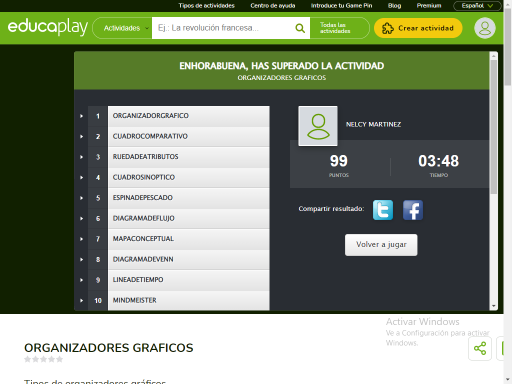 Tipos de actividades Centro de ayuda Introduce tu Game Pin Blog Premium Español
educaplay Actividades Ej.: La revolución francesa... Todas las actividades Crear actividad
ENHORABUENA, HAS SUPERADO LA ACTIVIDAD
ORGANIZADORES GRAFICOS
1 ORGANIZADORGRAFICO
2 CUADROCOMPARATIVO
3 RUEDADEATRIBUTOS
4 CUADROSINOPTICO
5 ESPINADEPESCADO
6 DIAGRAMADEFLUJO
7 MAPACONCEPTUAL
8 DIAGRAMADEVENN
9 LINEADETIEMPO
10 MINDMEISTER
NELCY MARTINEZ
99 03:48
PUNTOS TIEMPO
Compartir resultado:
Volver a jugar
Activar Windows
Ve a Configuración para activar
Windows.
ORGANIZADORES GRAFICOS
Tipos de organizadores gráficos